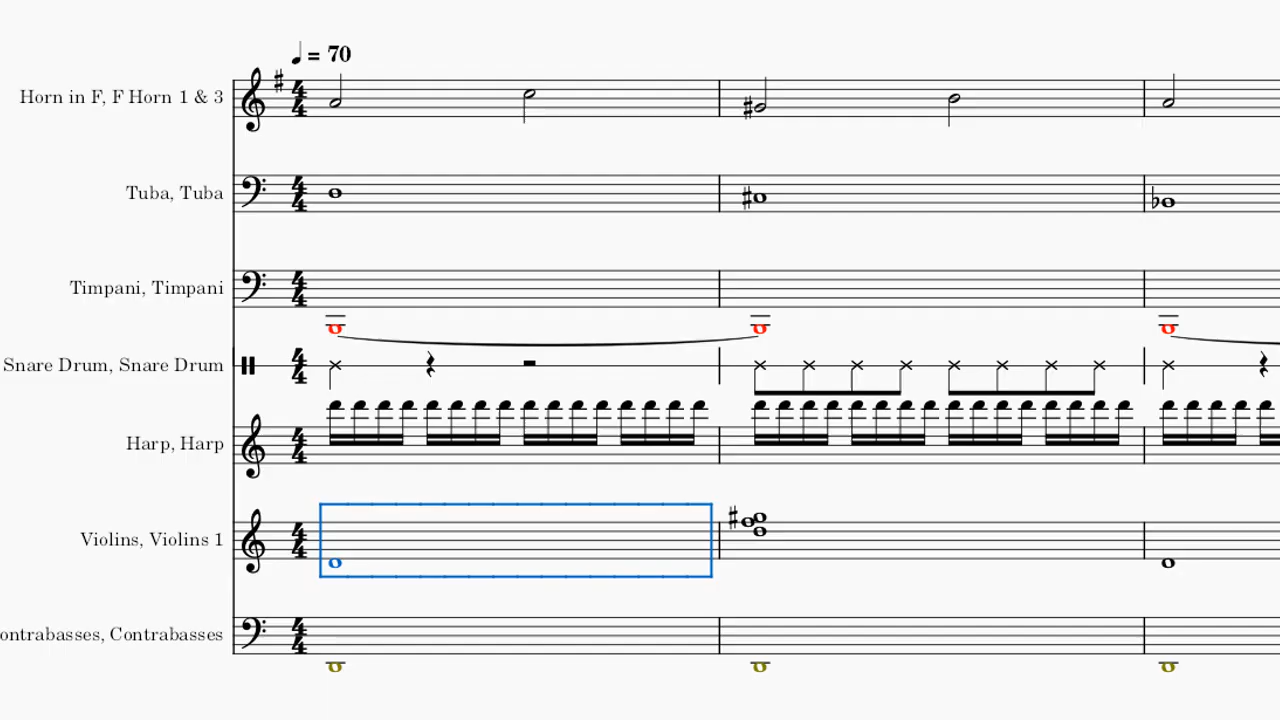 ♩ = 70
Horn in F, F Horn 1 & 3
Tuba, Tuba
Timpani, Timpani
Snare Drum, Snare Drum
Harp, Harp
Violins, Violins 1
ontrabasses, Contrabasses